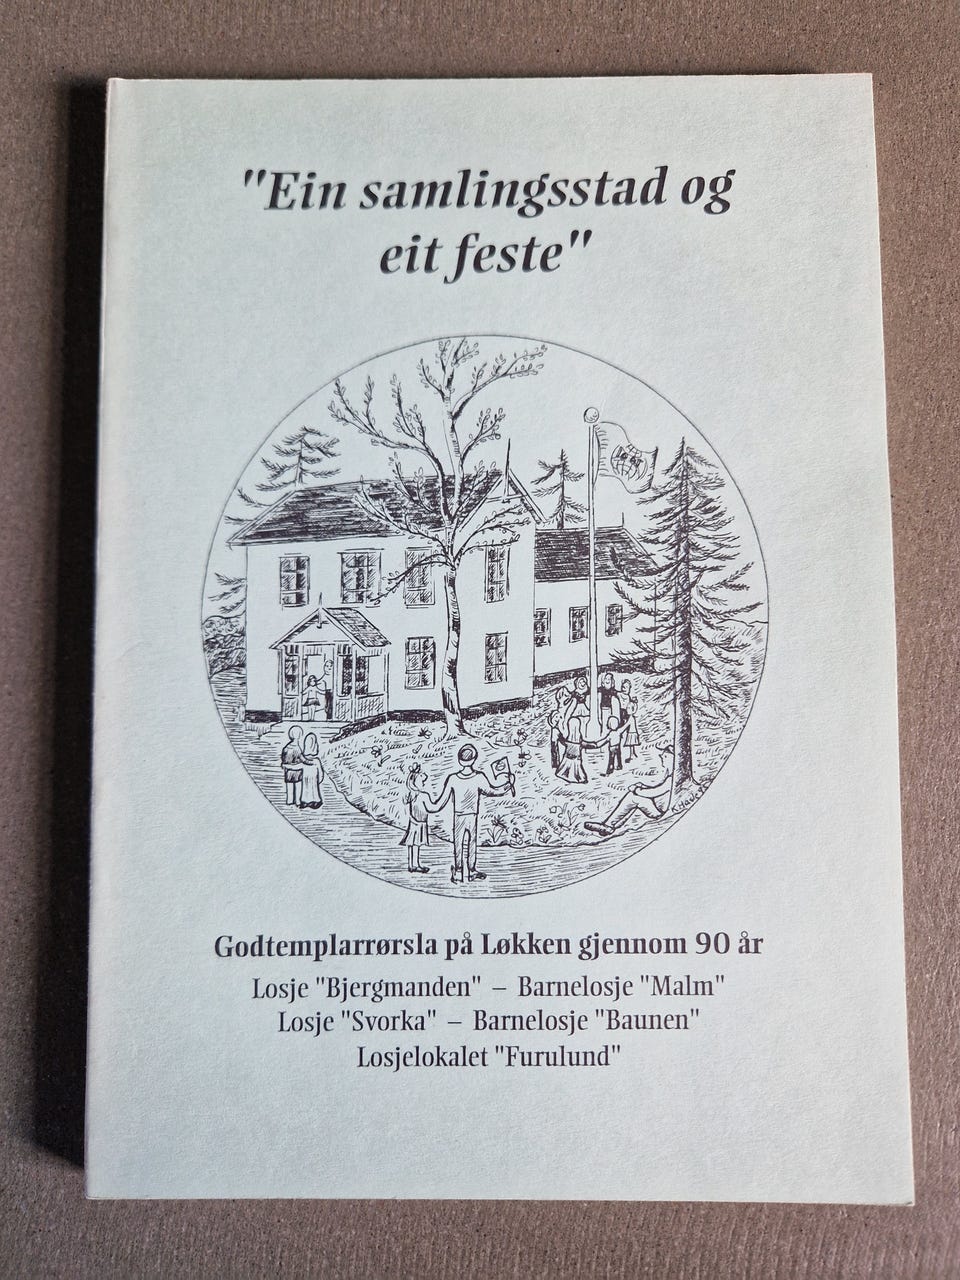 "Ein samlingsstad og
eit feste"
Godtemplarrørsla på Løkken gjennom 90 år
Losje "Bjergmanden" – Barnelosje "Malm"
Losje "Svorka" – Barnelosje "Baunen"
Losjelokalet "Furulund"